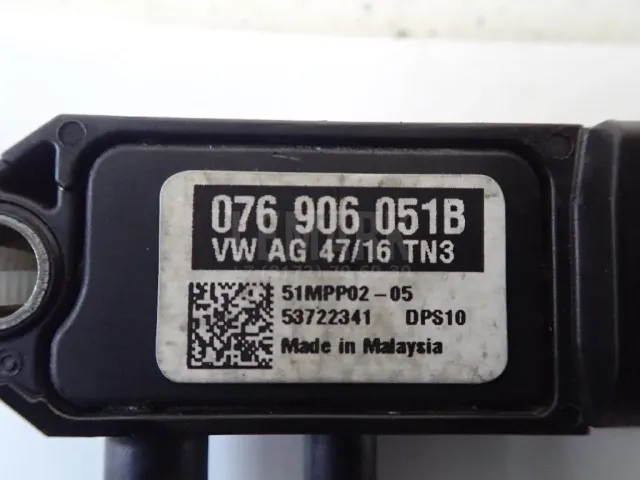 076 906 051B
VW AG 47/16 TN3
51MPP02-05
53722341 DPS10
Made in Malaysia